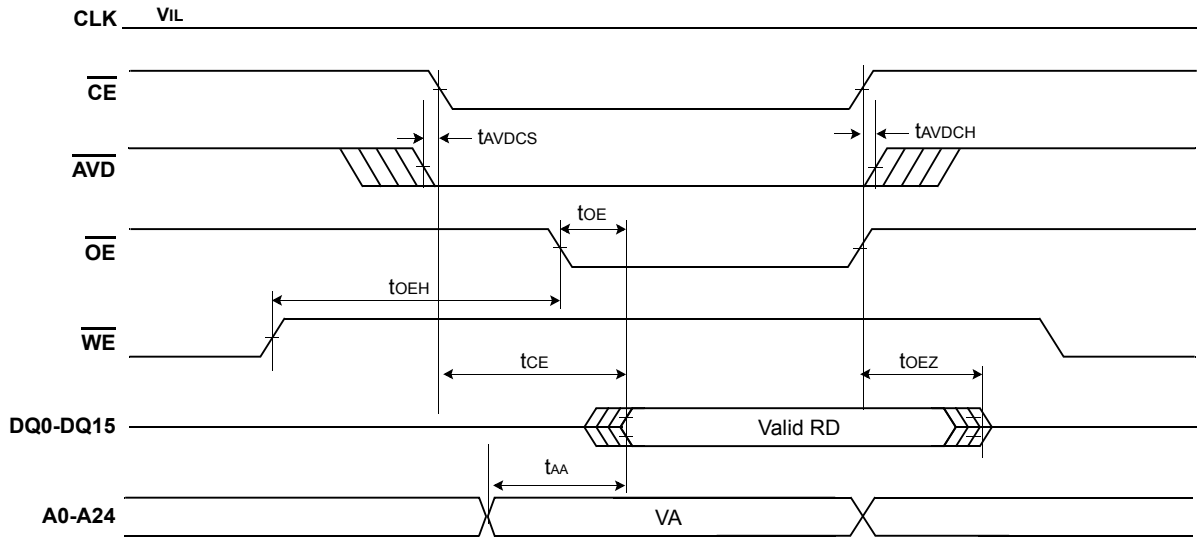 CLK VIL
CE
tAVDCS tAVDCH
AVD
tOE
OE
tOEH
WE
tCE tOEZ
DQ0-DQ15 Valid RD
tAA
A0-A24 VA